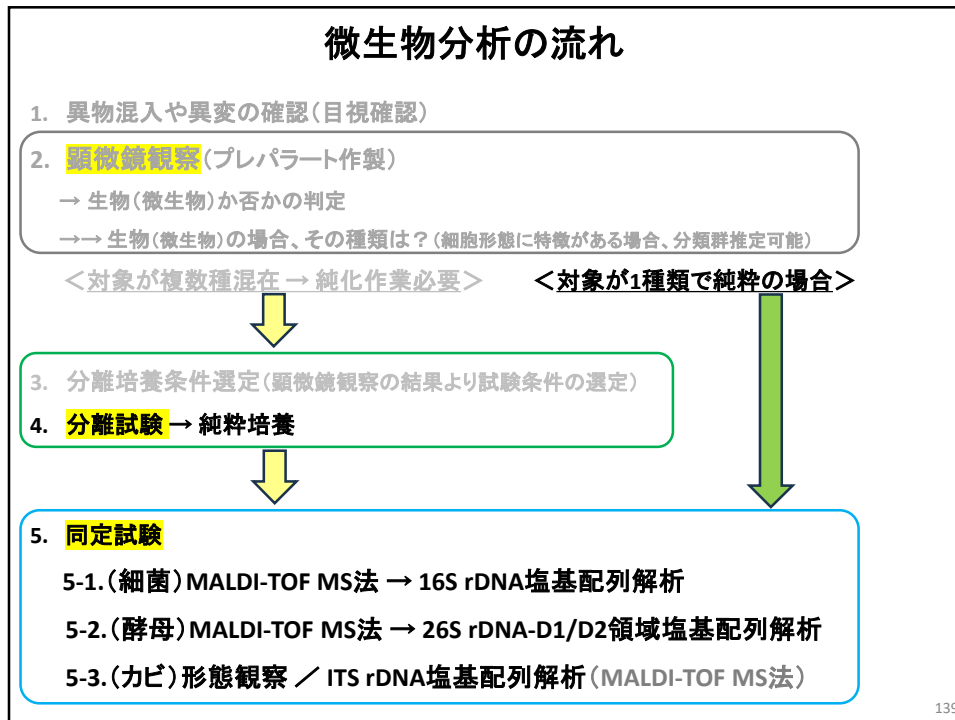 微生物分析の流れ
1. 異物混入や異変の確認(目視確認)
2. 顕微鏡観察(プレパラート作製)
→ 生物(微生物)か否かの判定
→→ 生物(微生物)の場合、その種類は?(細胞形態に特徴がある場合、分類群推定可能)
<対象が複数種混在 → 純化作業必要> <対象が1種類で純粋の場合>
3. 分離培養条件選定(顕微鏡観察の結果より試験条件の選定)
4. 分離試験 → 純粋培養
5. 同定試験
5-1.(細菌)MALDI-TOF MS法 → 16S rDNA塩基配列解析
5-2.(酵母)MALDI-TOF MS法 → 26S rDNA-D1/D2領域塩基配列解析
5-3.(カビ)形態観察 / ITS rDNA塩基配列解析(MALDI-TOF MS法)
139